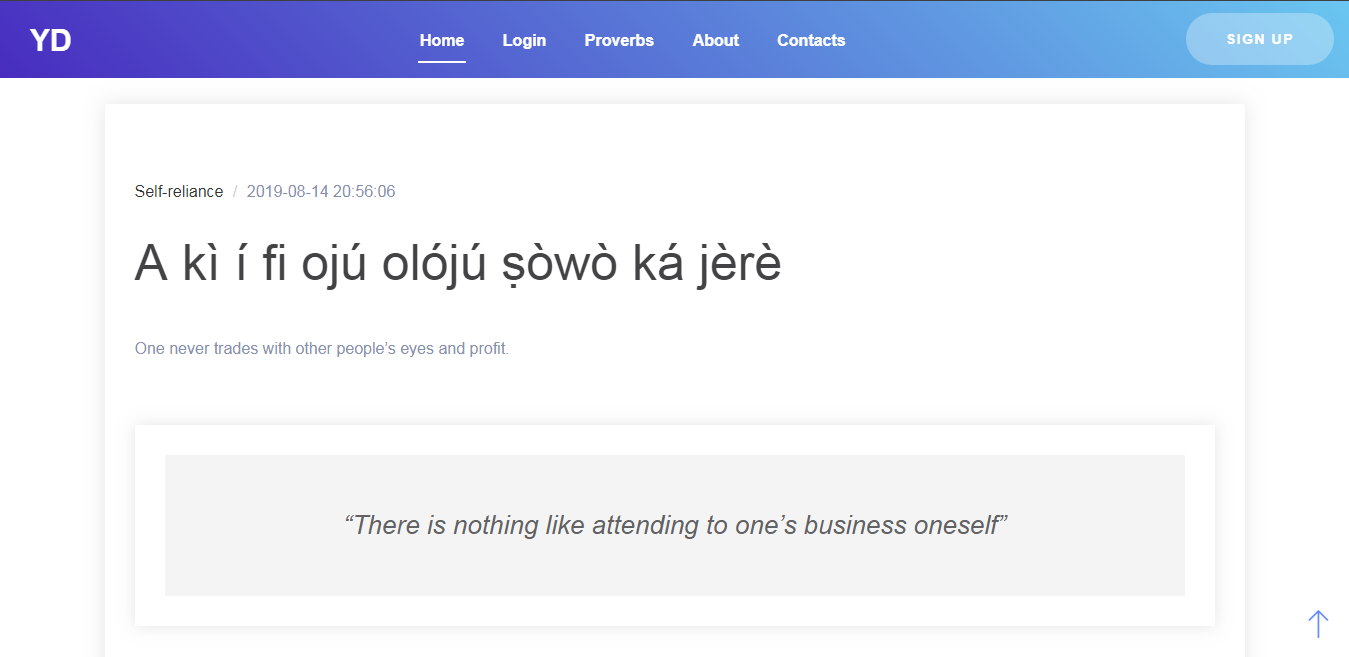 YD
Home Login Proverbs About Contacts
SIGN UP
Self-reliance / 2019-08-14 20:56:06
A kì í fi ojú olójú ṣòwò ká jèrè
One never trades with other people’s eyes and profit.
“There is nothing like attending to one’s business oneself”